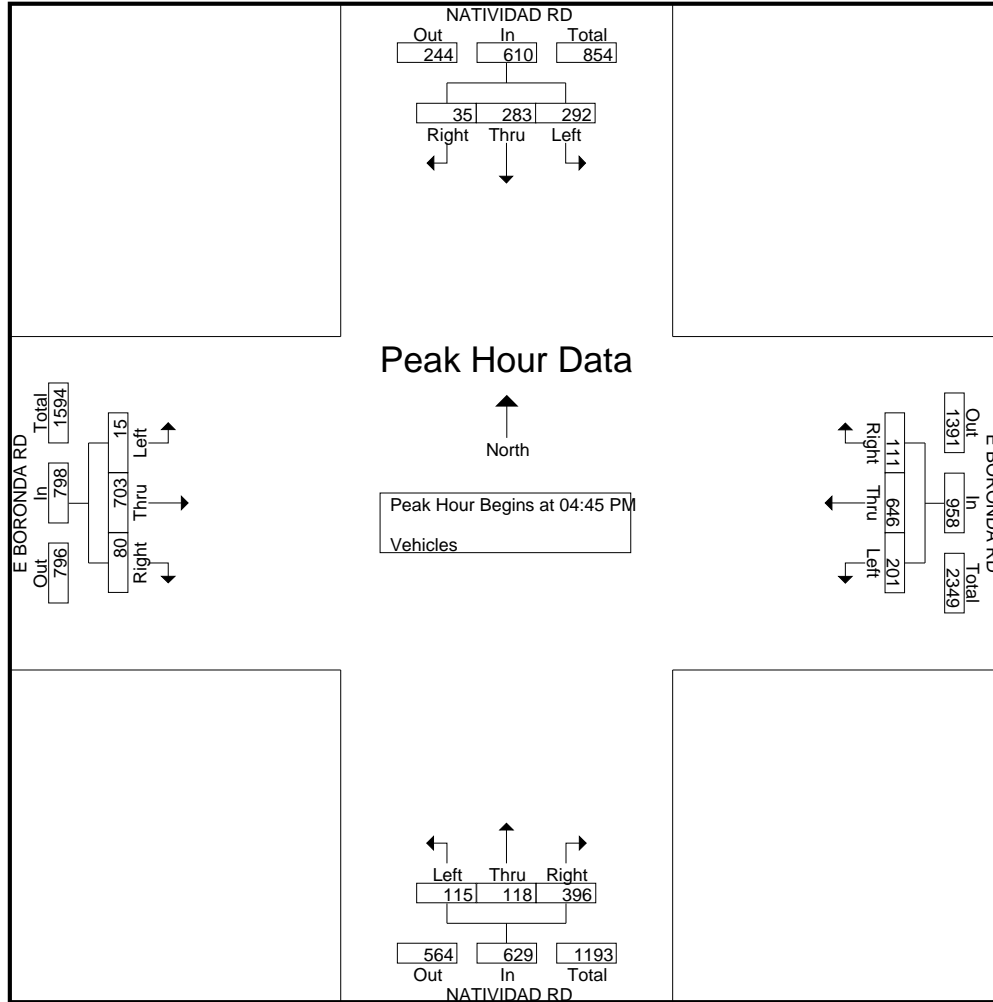 NATIVIDAD RD
Out In Total
244 610 854
35 283 292
Right Thru Left
Peak Hour Data
North
Peak Hour Begins at 04:45 PM
Vehicles
E BORONDA RD
Out In Total
796 798 1594
80 703 15
Right Thru Left
E BORONDA RD
Out In Total
1391 958 2349
111 646 201
Right Thru Left
Left Thru Right
115 118 396
564 629 1193
Out In Total
NATIVIDAD RD